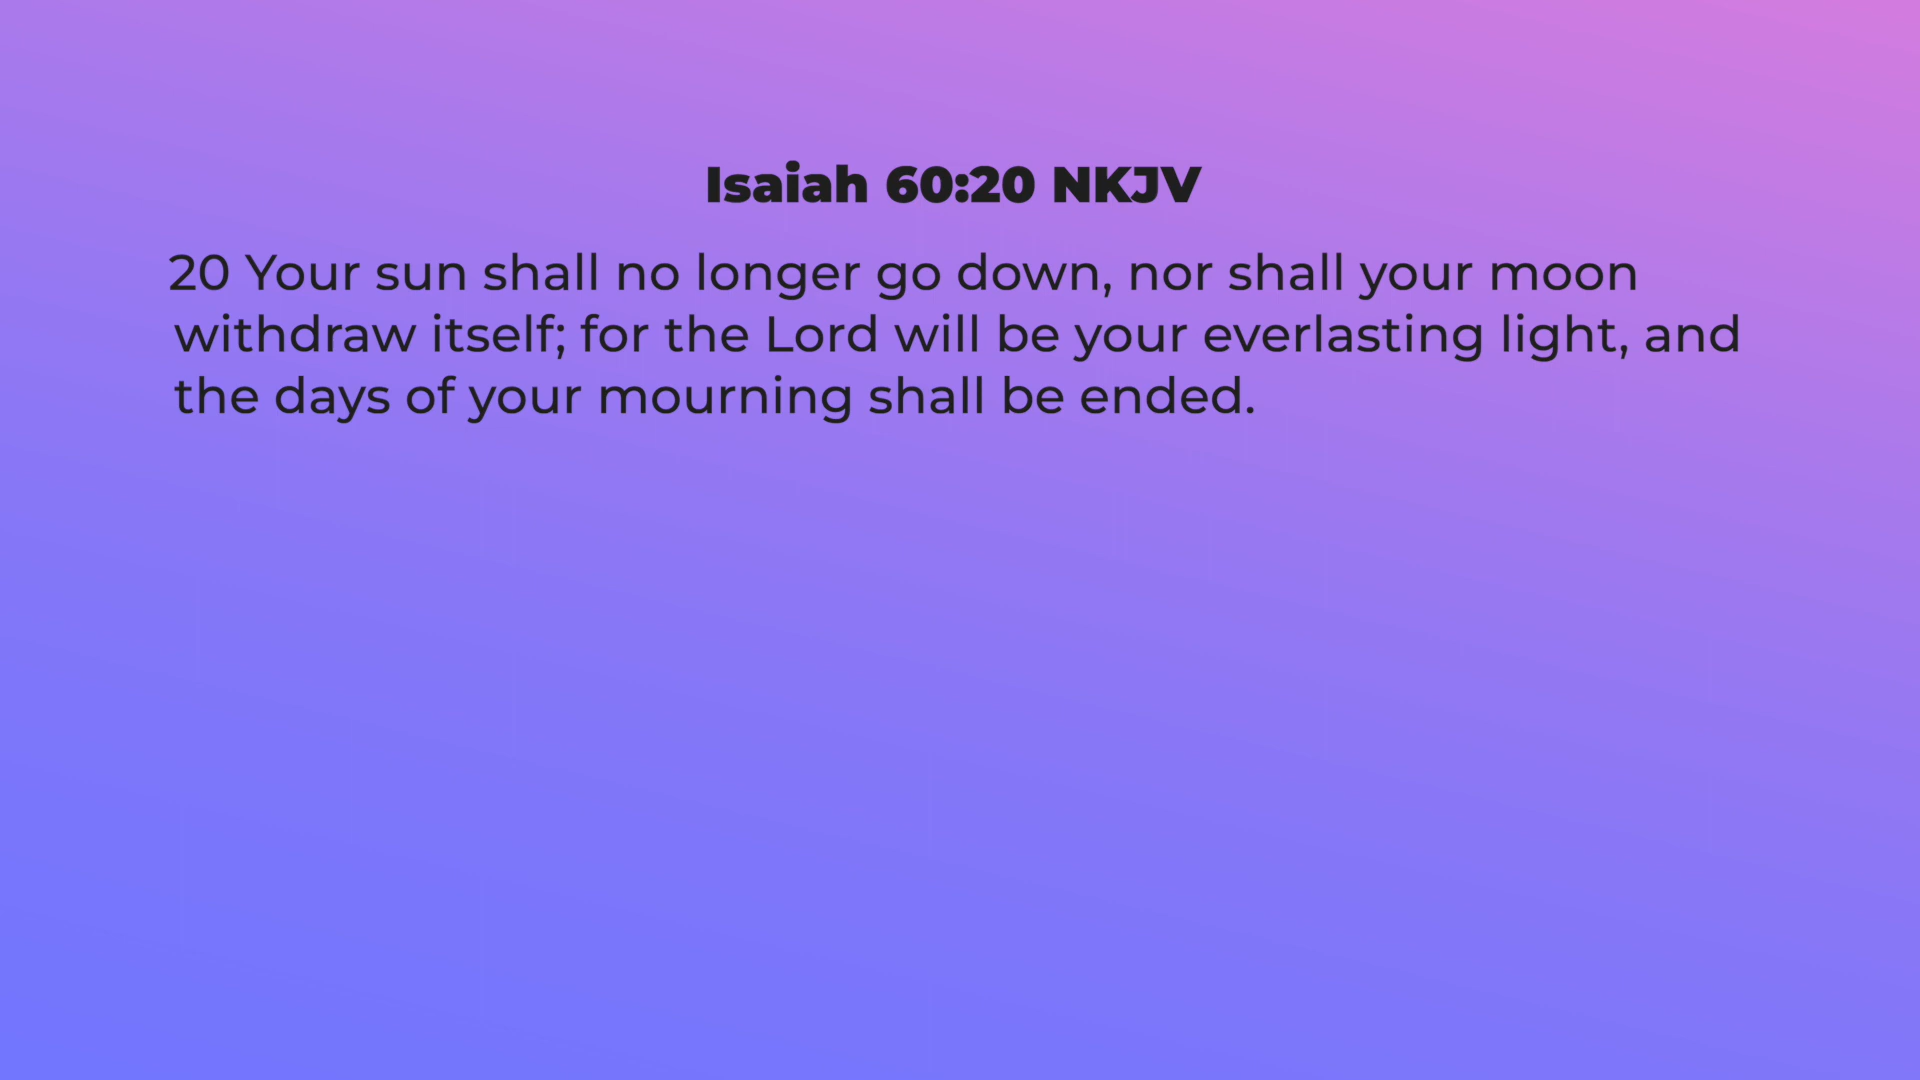 Isaiah 60:20 NKJV
20 Your sun shall no longer go down, nor shall your moon
withdraw itself; for the Lord will be your everlasting light, and
the days of your mourning shall be ended.